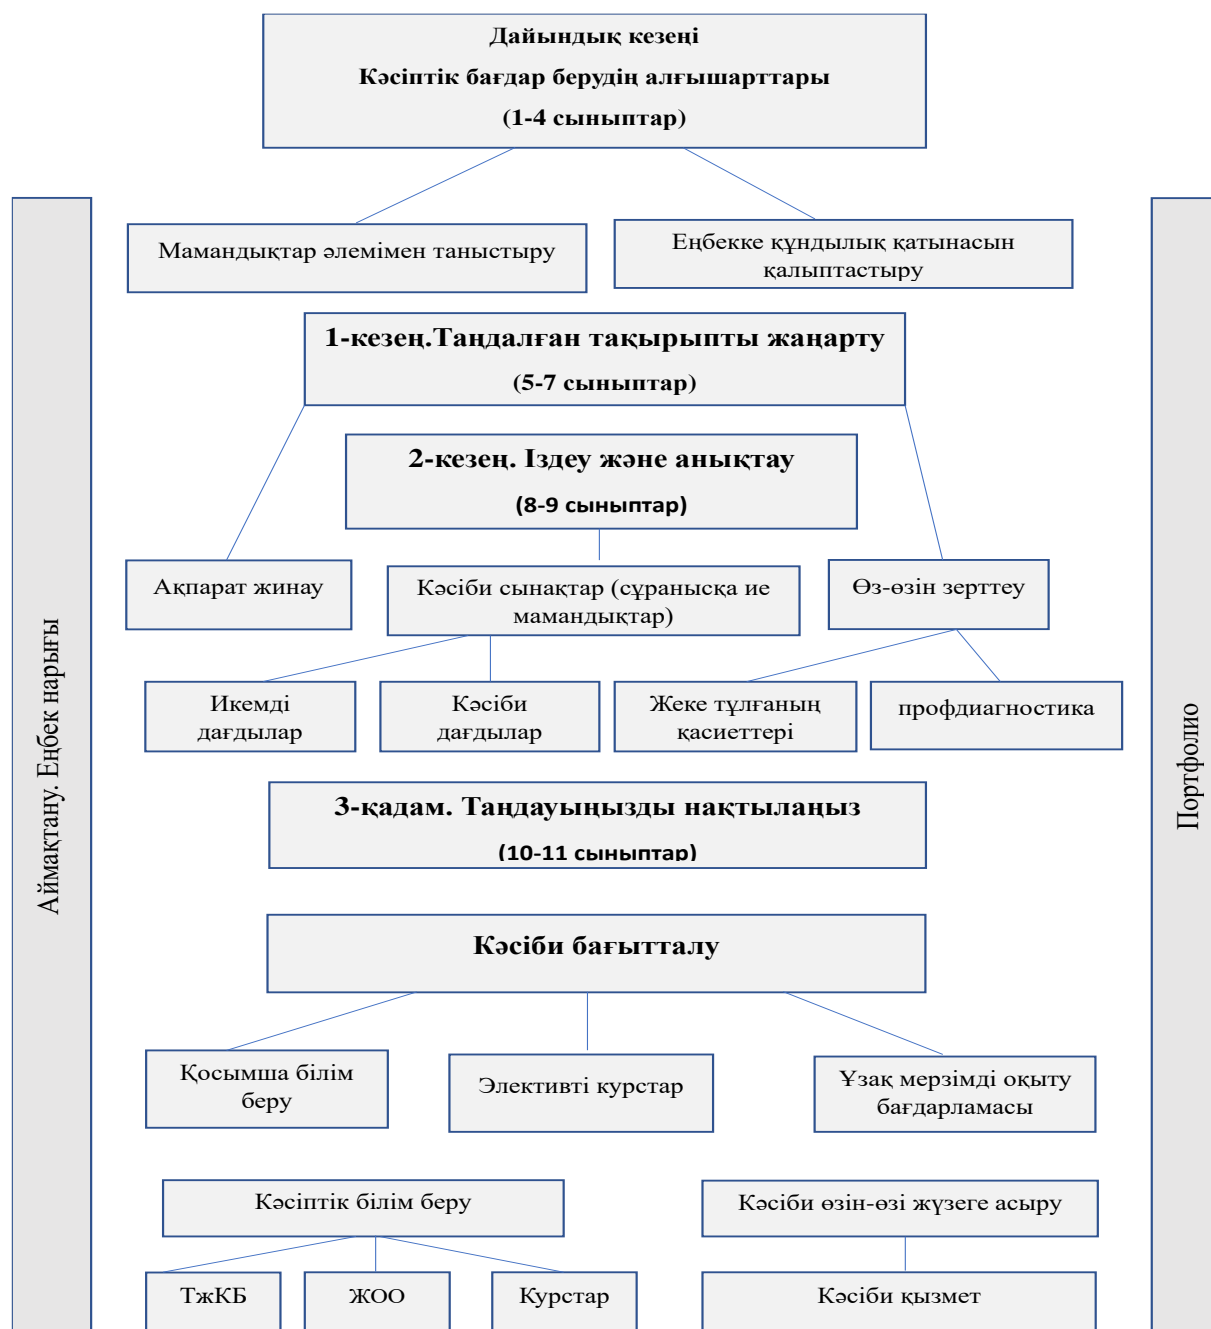 Дайындық кезеңі
Кәсіптік бағдар берудің алғышарттары
(1-4 сыныптар)
Мамандықтар әлемімен таныстыру
Еңбекке құндылық қатынасын
қалыптастыру
1-кезең.Таңдалған тақырыпты жаңарту
(5-7 сыныптар)
2-кезең. Іздеу және анықтау
(8-9 сыныптар)
Ақпарат жинау
Кәсіби сынақтар (сұранысқа ие
мамандықтар)
Өз-өзін зерттеу
Икемді
дағдылар
Кәсіби
дағдылар
Жеке тұлғаның
қасиеттері
профдиагностика
3-қадам. Таңдауыңызды нақтылаңыз
(10-11 сыныптар)
Кәсіби бағытталу
Қосымша білім
беру
Элективті курстар
Ұзақ мерзімді оқыту
бағдарламасы
Кәсіптік білім беру
Кәсіби өзін-өзі жүзеге асыру
ТжКБ
ЖОО
Курстар
Кәсіби қызмет
Аймақтану. Еңбек нарығы
Портфолио